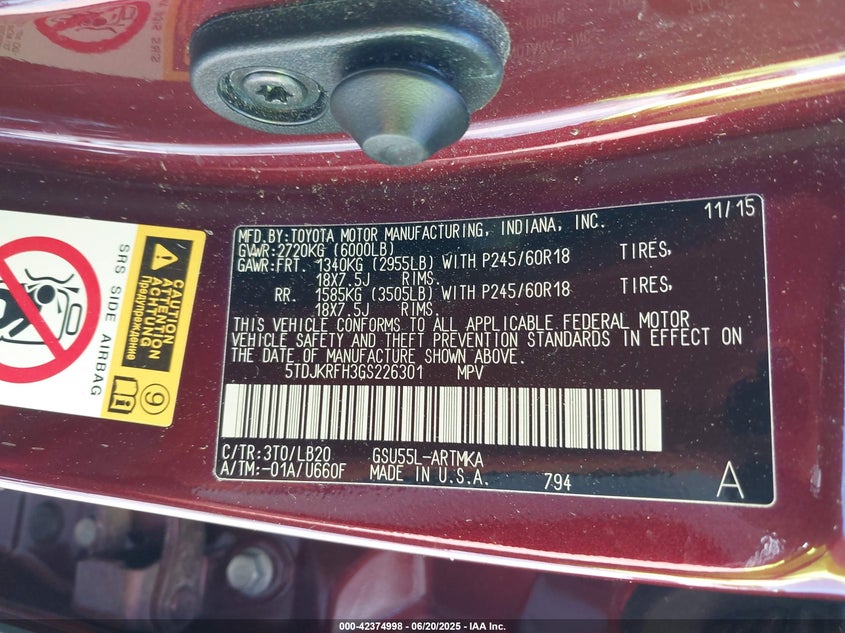 11/15
MFD.BY:TOYOTA MOTOR MANUFACTURING, INDIANA, INC.
GVWR:2720KG (6000LB)
GAWR:FRT. 1340KG (2955LB) WITH P245/60R18 TIRES,
18X7.5J RIMS.
RR. 1585KG (3505LB) WITH P245/60R18 TIRES,
18X7.5J RIMS.
THIS VEHICLE CONFORMS TO ALL APPLICABLE FEDERAL MOTOR
VEHICLE SAFETY AND THEFT PREVENTION STANDARDS IN EFFECT ON
THE DATE OF MANUFACTURE SHOWN ABOVE.
5TDJKRFH3GS226301 MPV
C/TR:3T0/LB20 GSU55L-ARTMKA
A/TM:-01A/U660F MADE IN U.S.A. 794
A
SRS SIDE AIRBAG
CAUTION
ATTENTION
ACHTUNG
Предупреждение
9
000-42374998 - 06/20/2025 - IAA Inc.